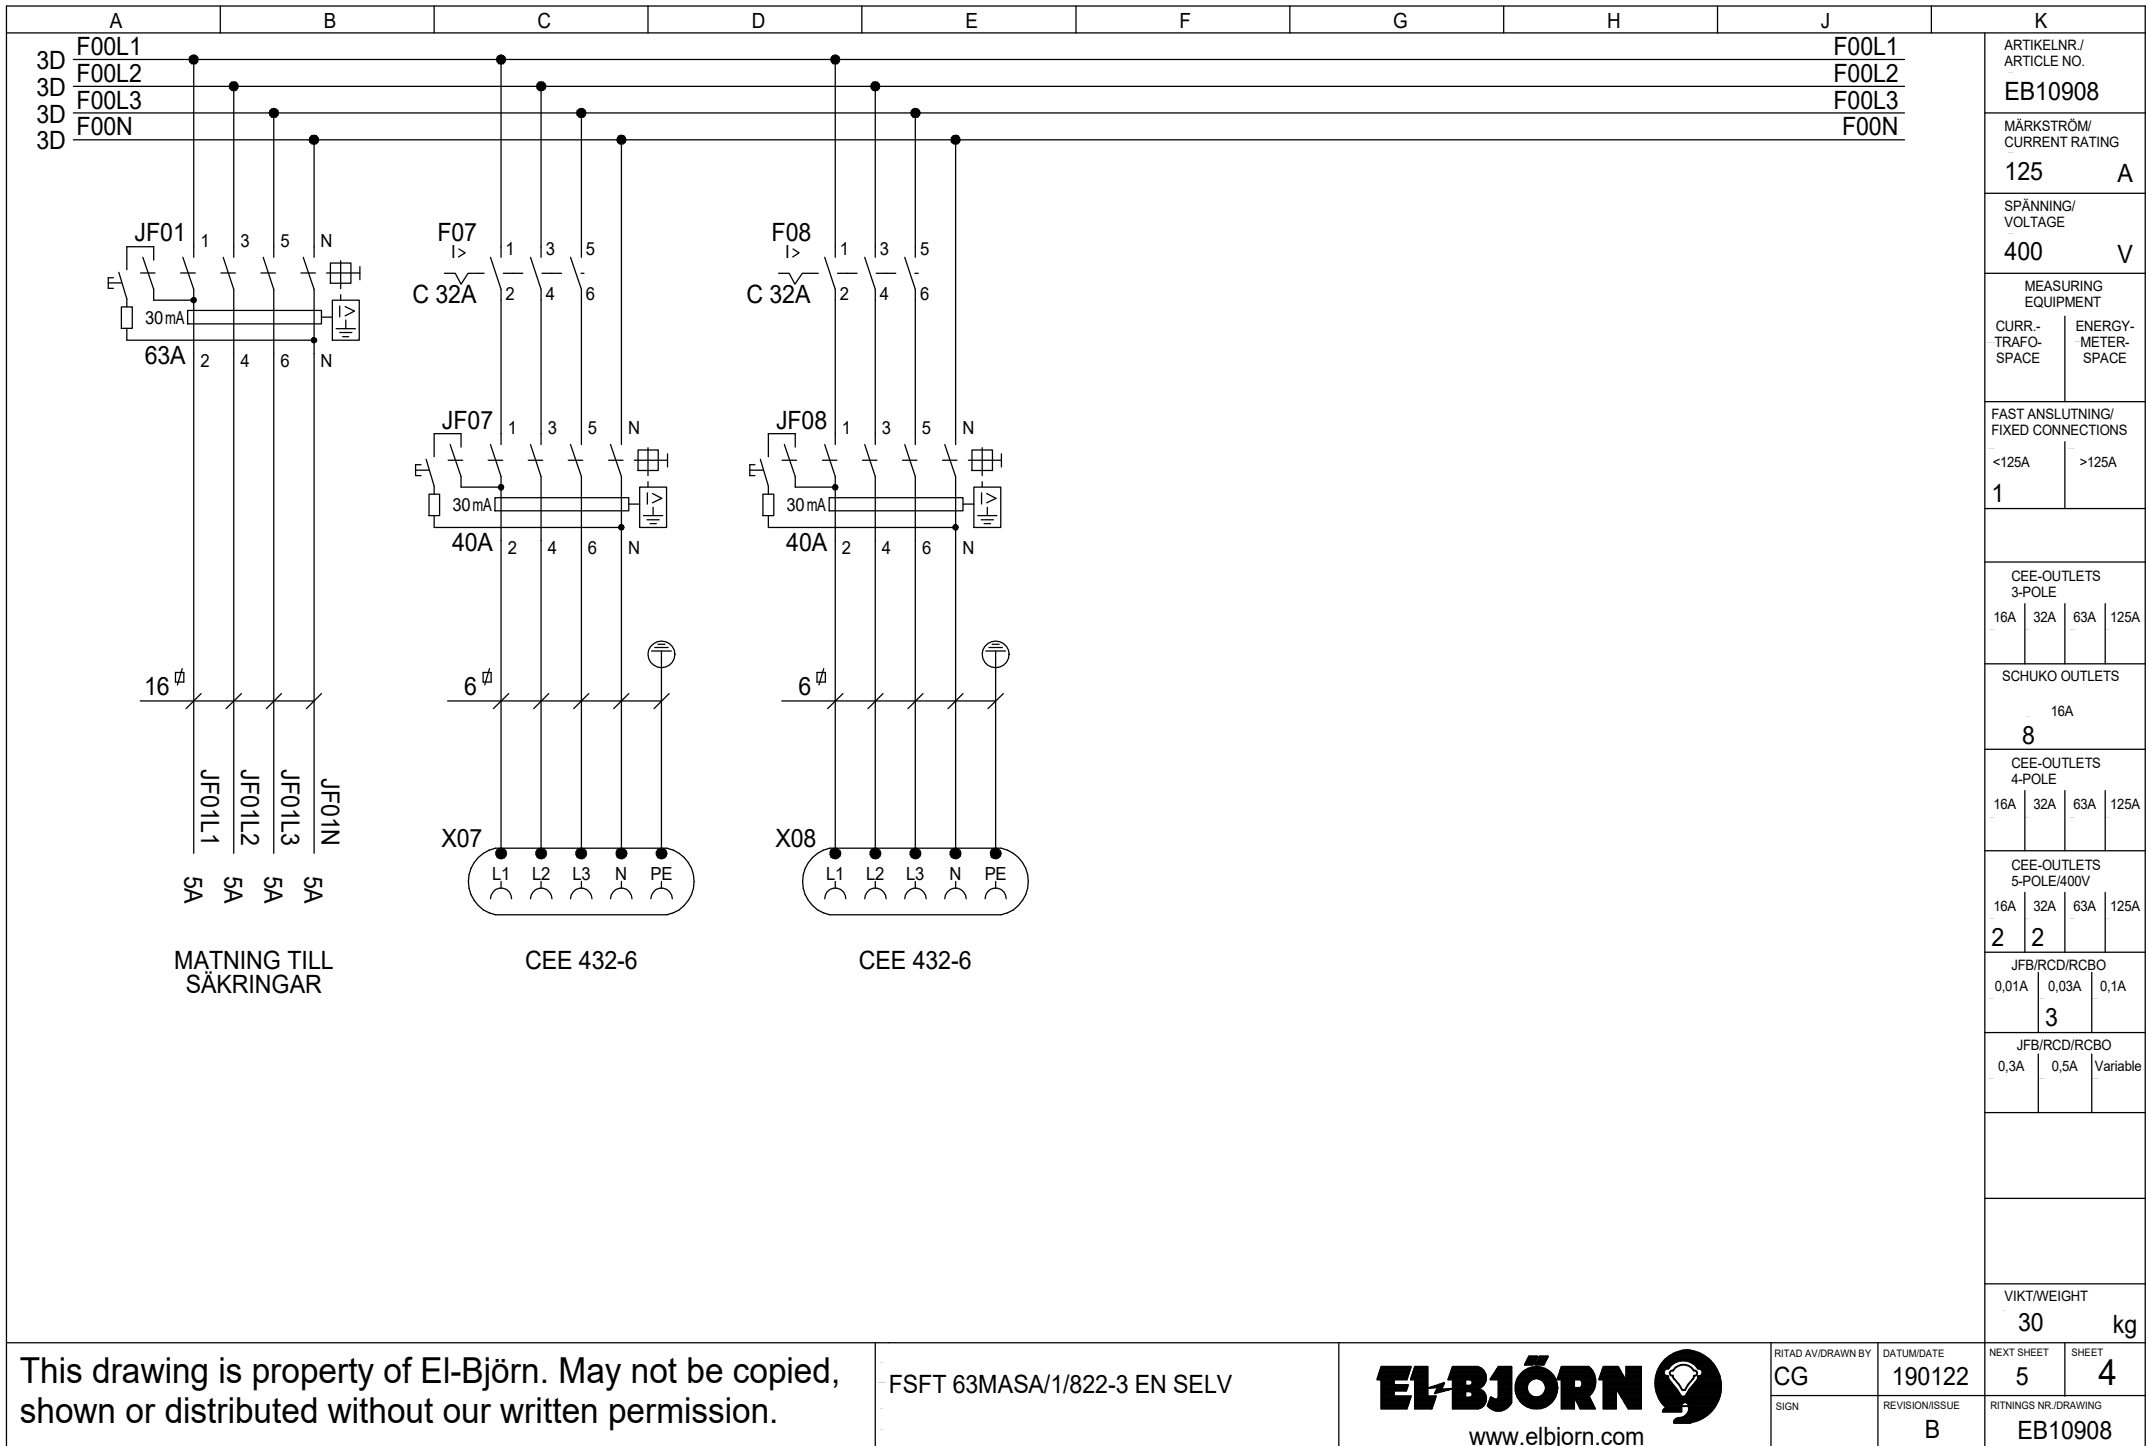 A B C D E F G H J K
3D F00L1 F00L1
3D F00L2 F00L2
3D F00L3 F00L3
3D F00N F00N
JF01 1 3 5 N
30 mA I>
63A 2 4 6 N
F07 1 3 5
I>
C 32A 2 4 6
F08 1 3 5
I>
C 32A 2 4 6
JF07 1 3 5 N
30 mA I>
40A 2 4 6 N
JF08 1 3 5 N
30 mA I>
40A 2 4 6 N
16
6
6
JF01L1 JF01L2 JF01L3 JF01N
5A 5A 5A 5A
MATNING TILL
SÄKRINGAR
X07
L1 L2 L3 N PE
CEE 432-6
X08
L1 L2 L3 N PE
CEE 432-6
ARTIKELNR./
ARTICLE NO.
EB10908
MÄRKSTRÖM/
CURRENT RATING
125 A
SPÄNNING/
VOLTAGE
400 V
MEASURING
EQUIPMENT
CURR.-
TRAFO-
SPACE
ENERGY-
METER-
SPACE
FAST ANSLUTNING/
FIXED CONNECTIONS
<125A >125A
1
CEE-OUTLETS
3-POLE
16A 32A 63A 125A
SCHUKO OUTLETS
16A
8
CEE-OUTLETS
4-POLE
16A 32A 63A 125A
CEE-OUTLETS
5-POLE/400V
16A 32A 63A 125A
2 2
JFB/RCD/RCBO
0,01A 0,03A 0,1A
3
JFB/RCD/RCBO
0,3A 0,5A Variable
VIKT/WEIGHT
30 kg
This drawing is property of El-Björn. May not be copied,
shown or distributed without our written permission.
FSFT 63MASA/1/822-3 EN SELV
EL-BJÖRN
www.elbjorn.com
RITAD AV/DRAWN BY
CG
DATUM/DATE
190122
NEXT SHEET
5
SHEET
4
SIGN
REVISION/ISSUE
B
RITNINGS NR./DRAWING
EB10908